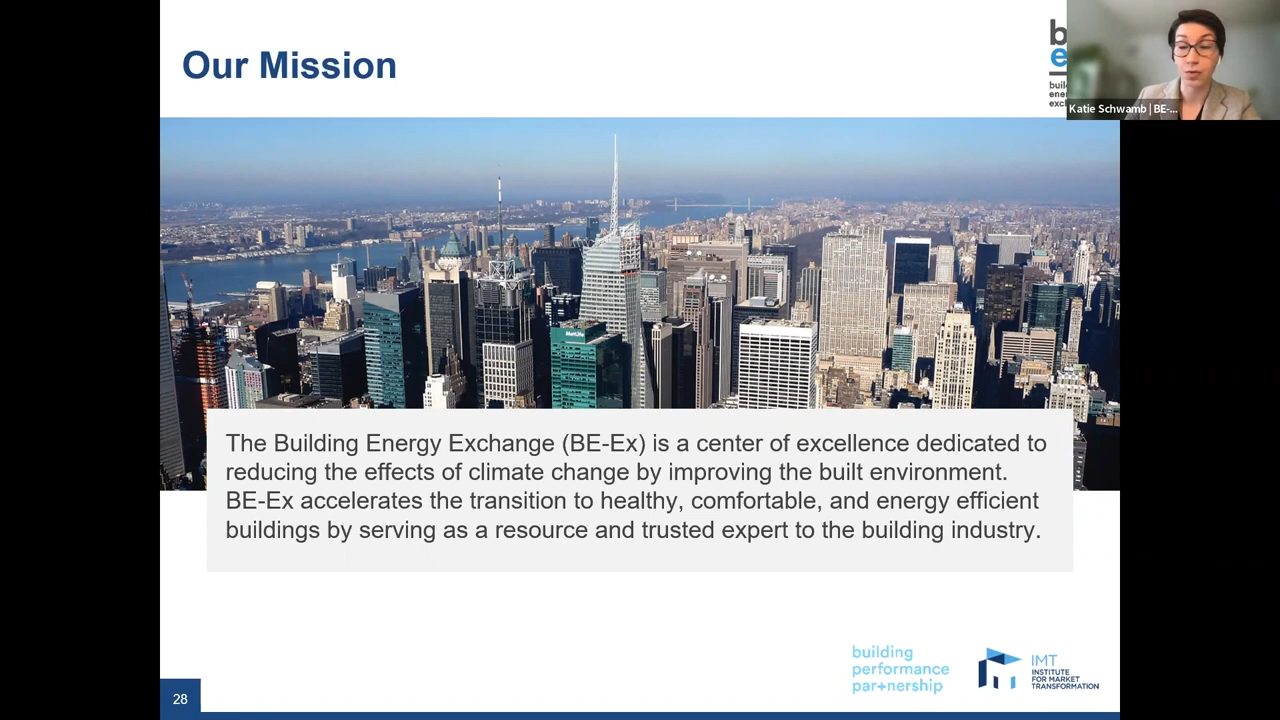 Our Mission
Katie Schwamb | BE-...
MetLife
The Building Energy Exchange (BE-Ex) is a center of excellence dedicated to
reducing the effects of climate change by improving the built environment.
BE-Ex accelerates the transition to healthy, comfortable, and energy efficient
buildings by serving as a resource and trusted expert to the building industry.
building
performance
par+nership
IMT
INSTITUTE
FOR MARKET
TRANSFORMATION
28